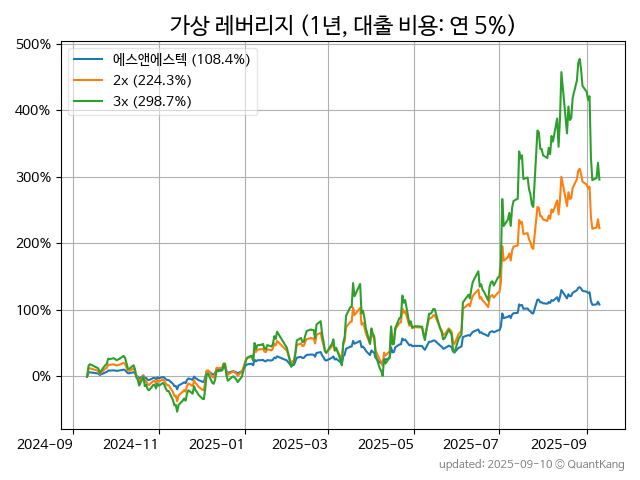 가상 레버리지 (1년, 대출 비용: 연 5%)
500%
400%
300%
200%
100%
0%
에스앤에스텍 (108.4%)
2x (224.3%)
3x (298.7%)
2024-09
2024-11
2025-01
2025-03
2025-05
2025-07
2025-09
updated: 2025-09-10 © QuantKang